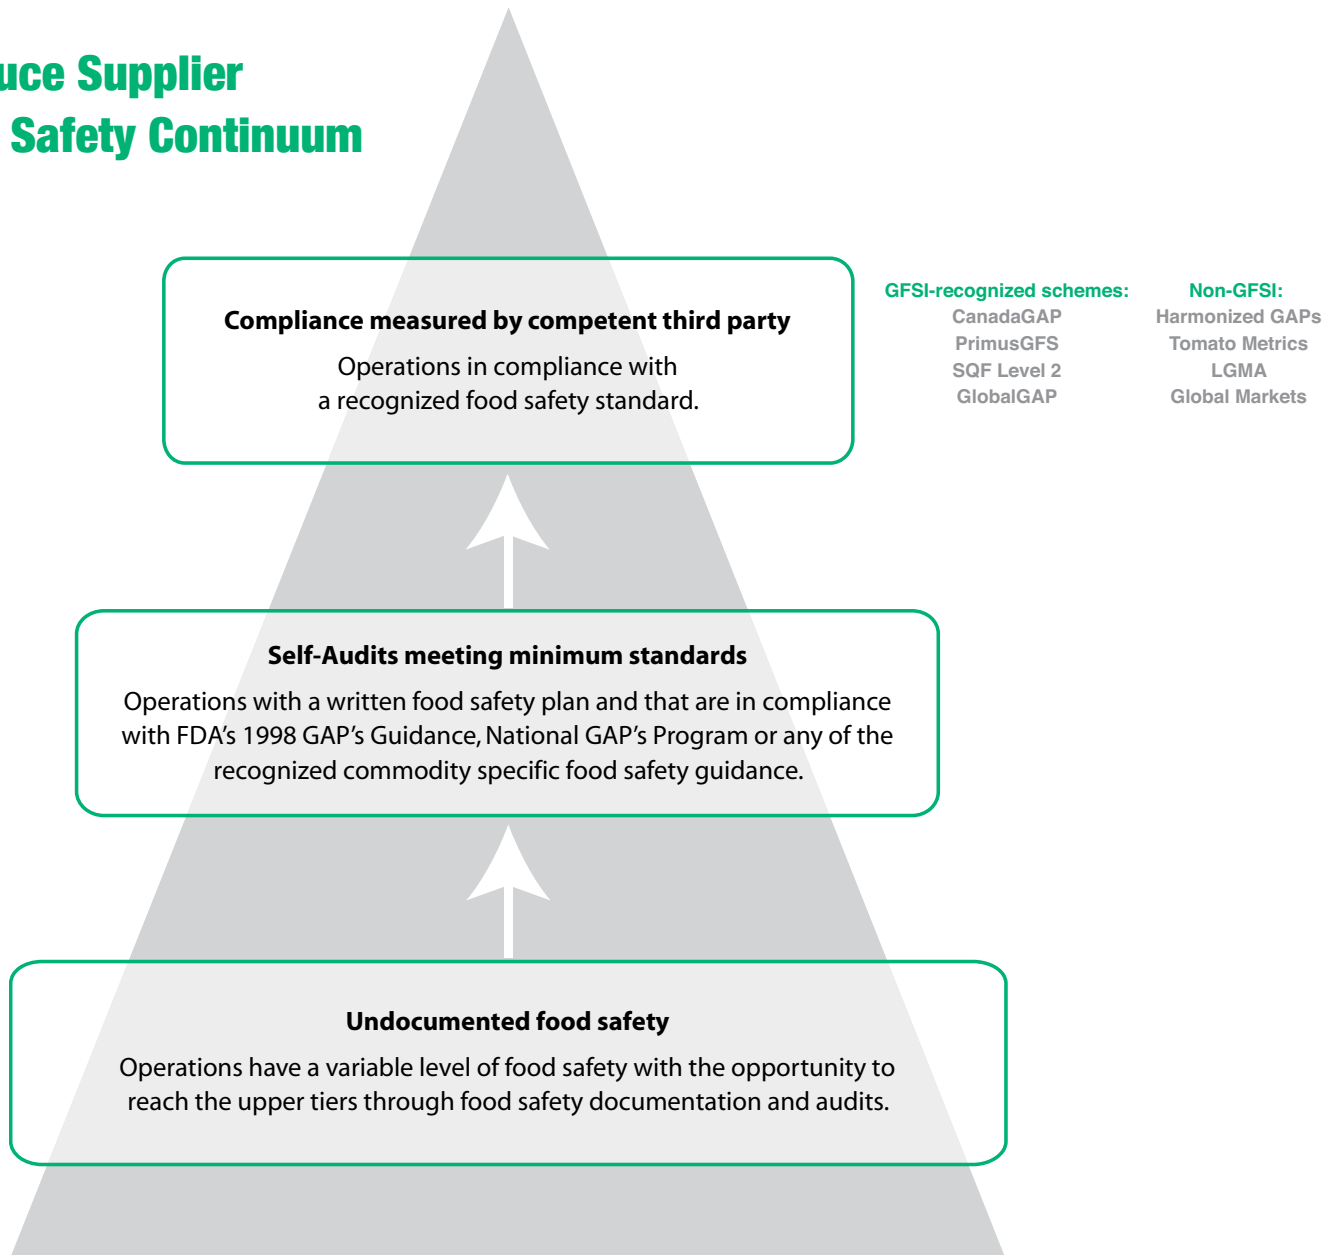 uce Supplier
Safety Continuum
Compliance measured by competent third party
Operations in compliance with
a recognized food safety standard.
GFSI-recognized schemes:
CanadaGAP
PrimusGFS
SQF Level 2
GlobalGAP
Non-GFSI:
Harmonized GAPs
Tomato Metrics
LGMA
Global Markets
Self-Audits meeting minimum standards
Operations with a written food safety plan and that are in compliance
with FDA's 1998 GAP's Guidance, National GAP's Program or any of the
recognized commodity specific food safety guidance.
Undocumented food safety
Operations have a variable level of food safety with the opportunity to
reach the upper tiers through food safety documentation and audits.